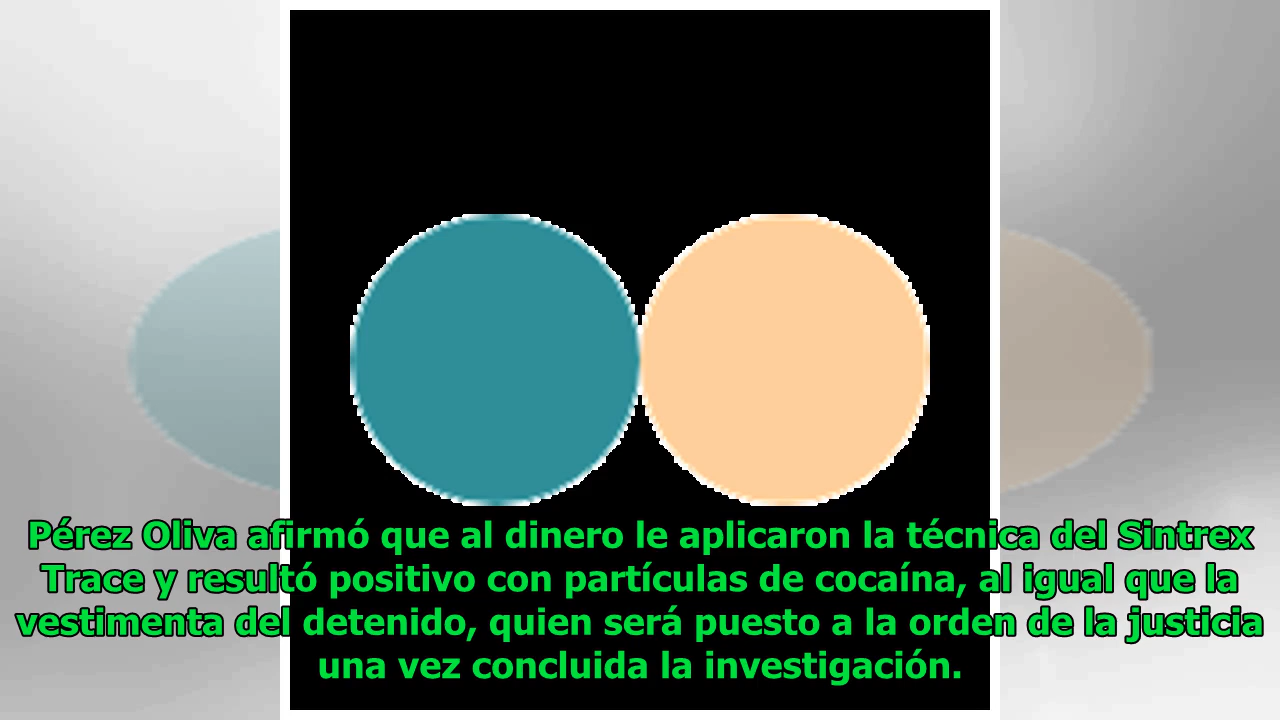 Pérez Oliva afirmó que al dinero le aplicaron la técnica del Sintrex
Trace y resultó positivo con partículas de cocaína, al igual que la
vestimenta del detenido, quien será puesto a la orden de la justicia
una vez concluida la investigación.